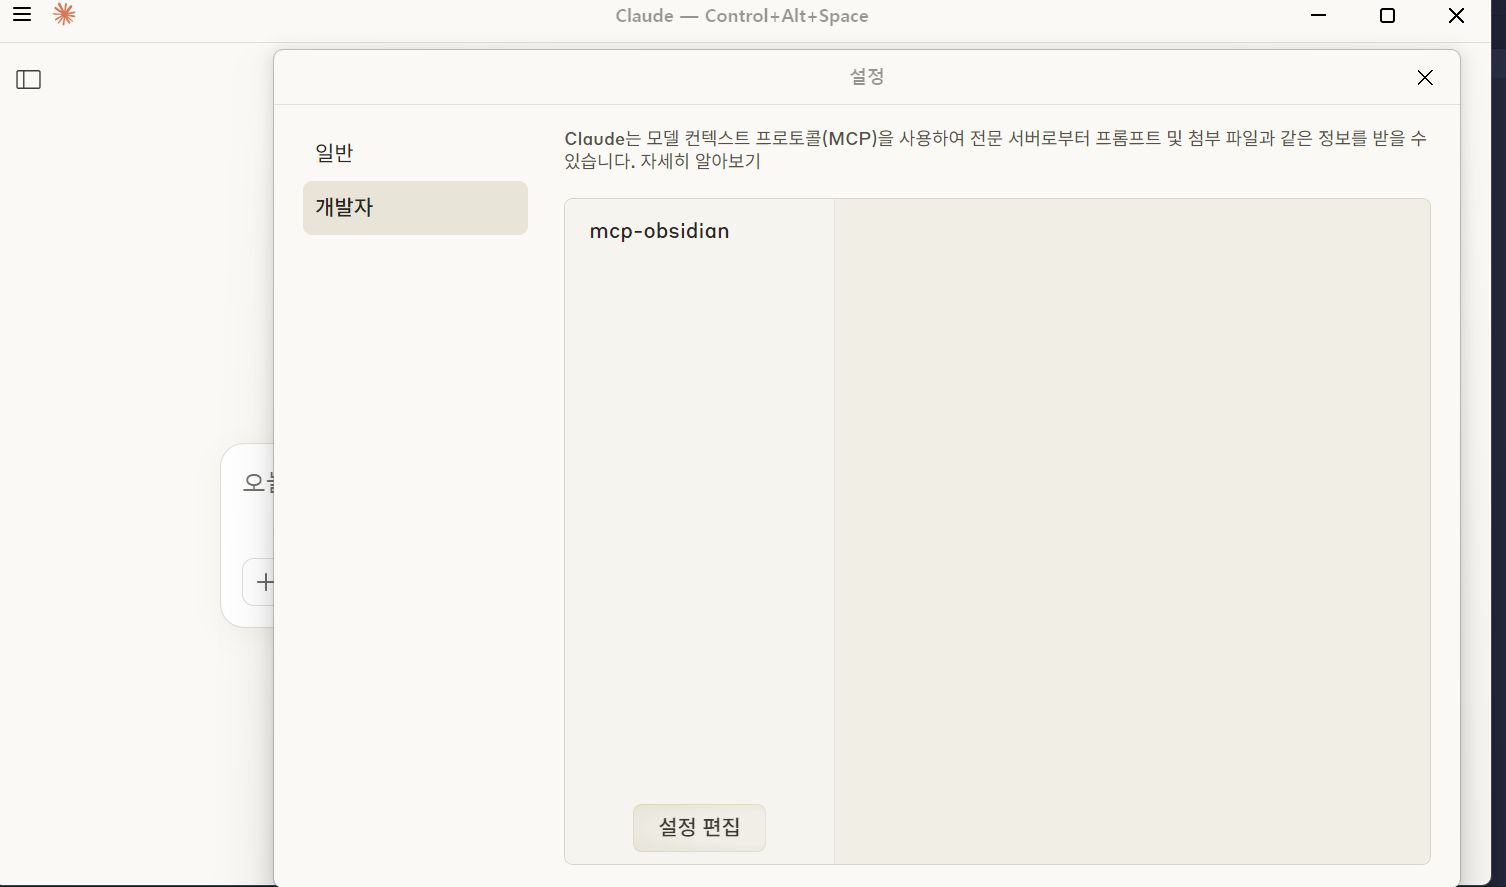 Claude — Control+Alt+Space
설정
일반
개발자
Claude는 모델 컨텍스트 프로토콜(MCP)을 사용하여 전문 서버로부터 프롬프트 및 첨부 파일과 같은 정보를 받을 수
있습니다. 자세히 알아보기
mcp-obsidian
설정 편집